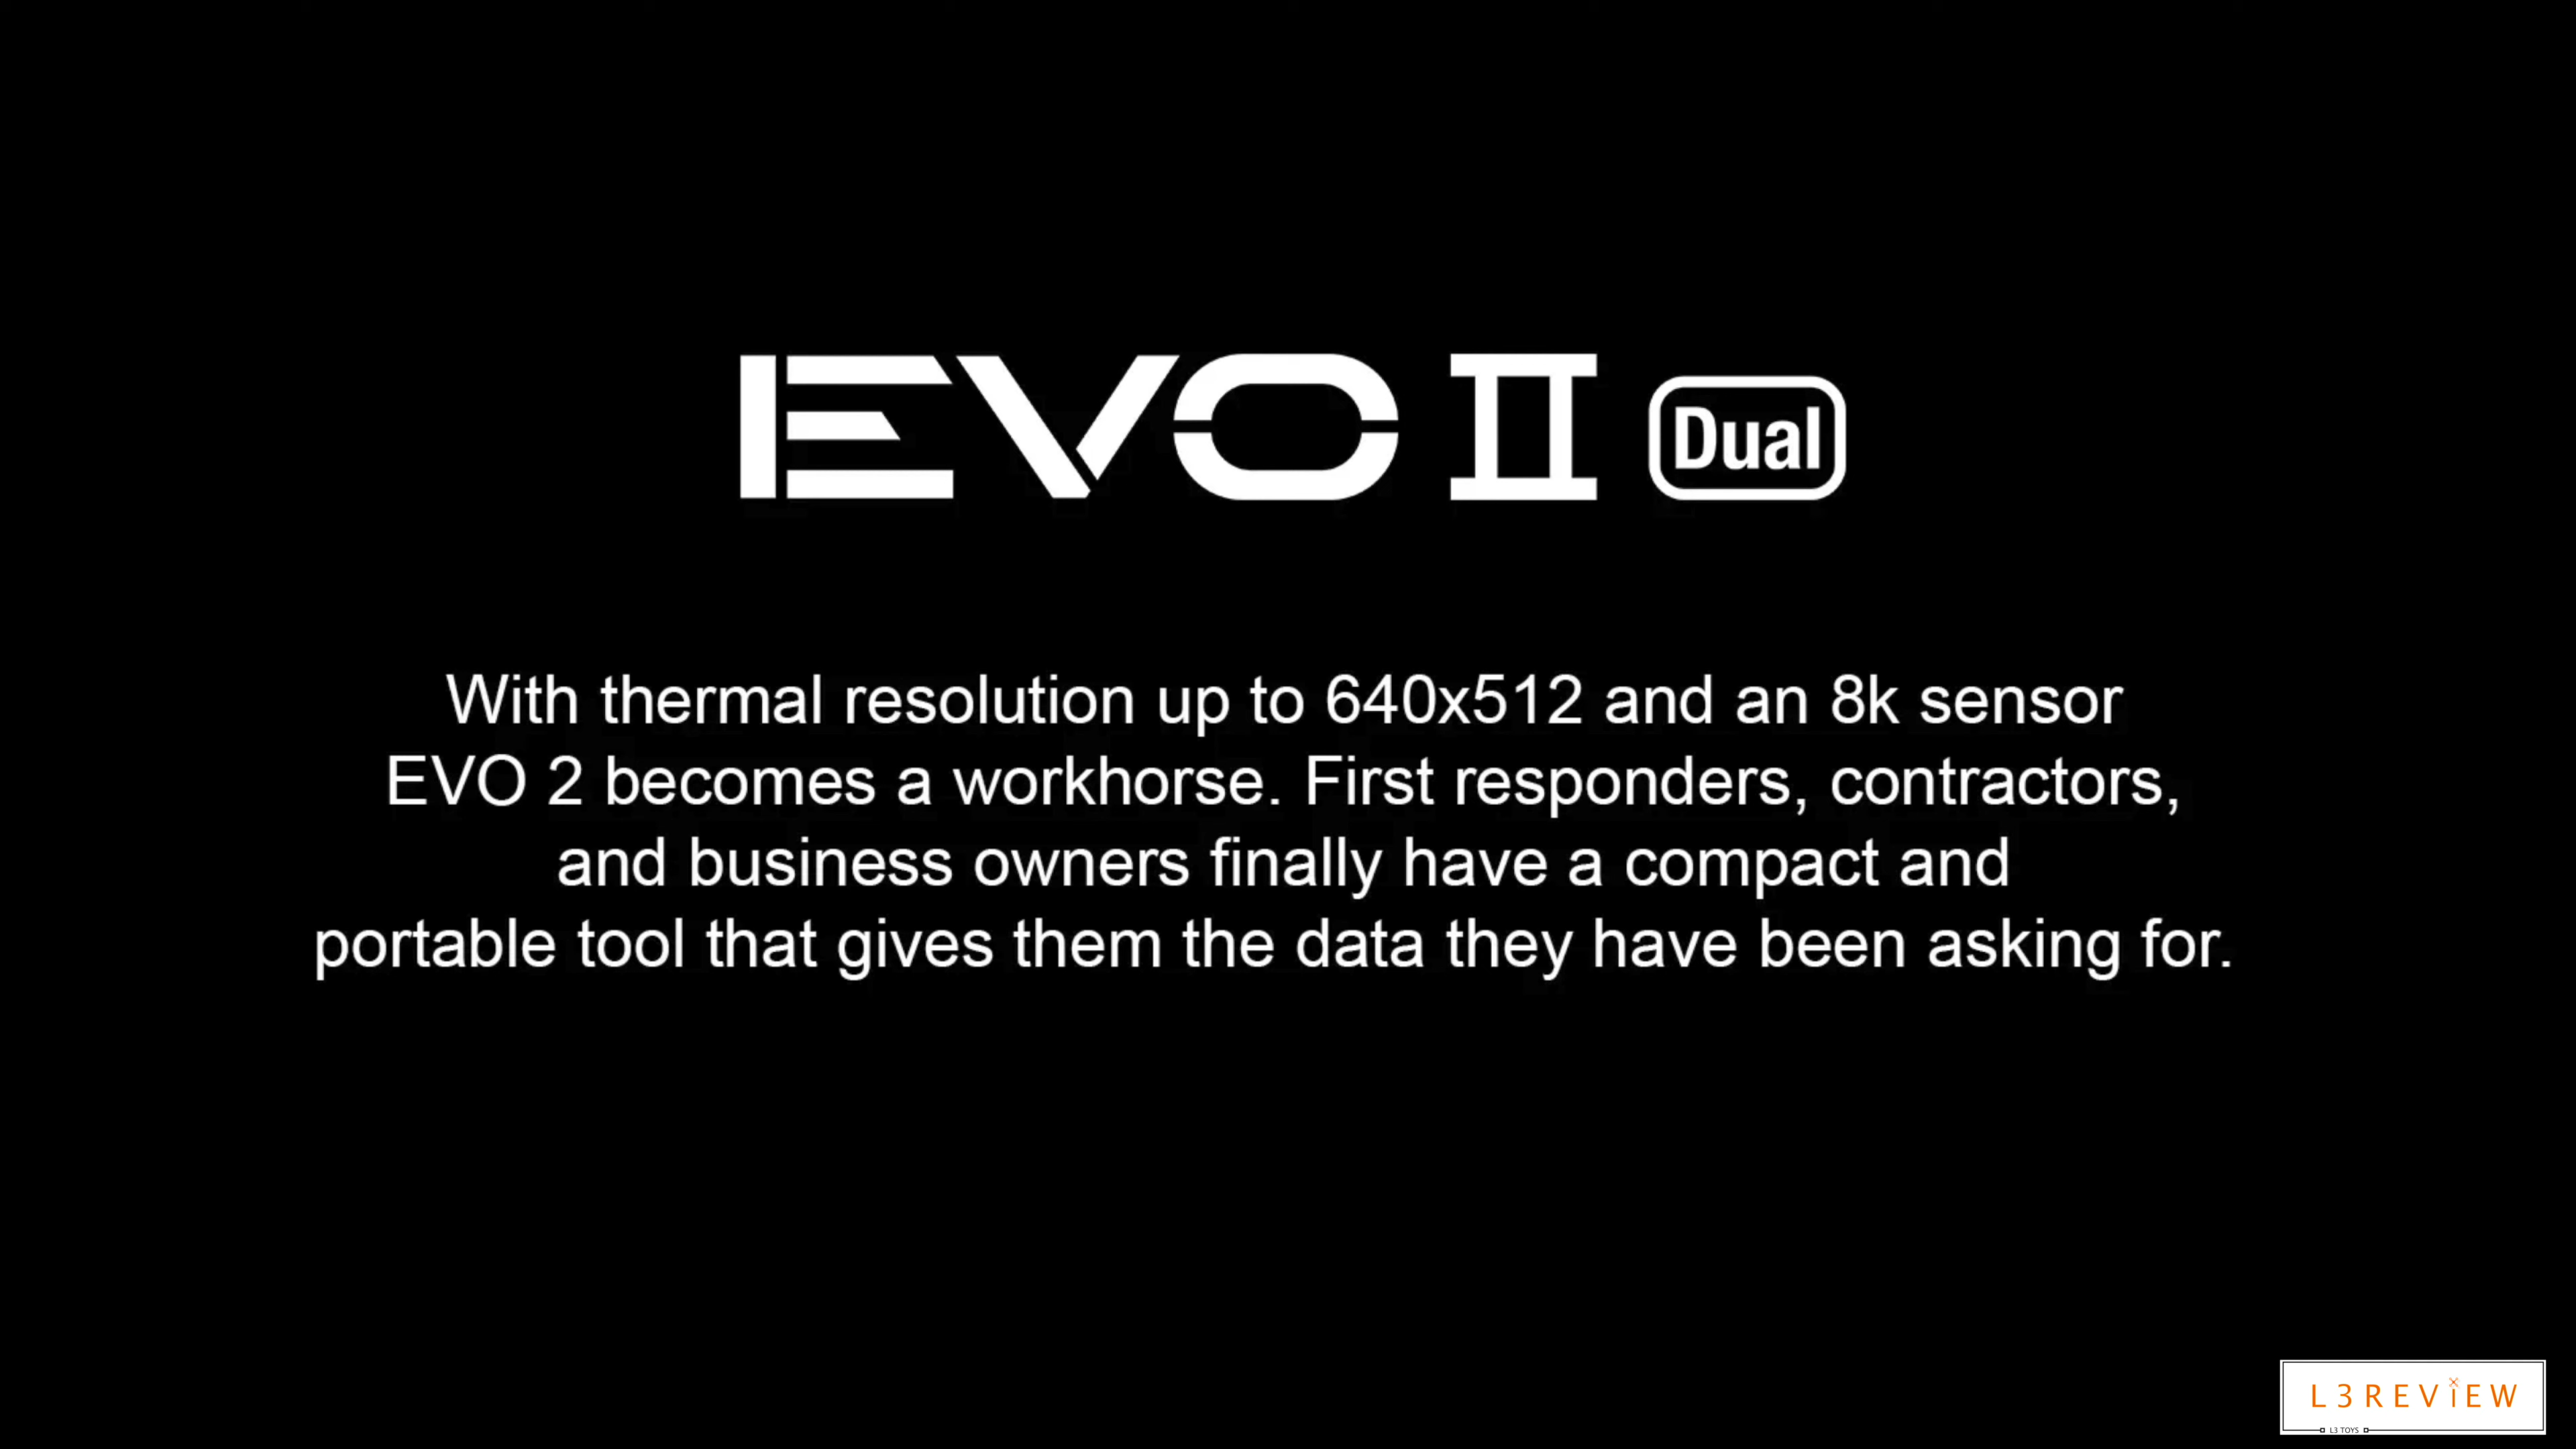 EVO II Dual
With thermal resolution up to 640x512 and an 8k sensor
EVO 2 becomes a workhorse. First responders, contractors,
and business owners finally have a compact and
portable tool that gives them the data they have been asking for.
L3REViEW
L3 TOYS